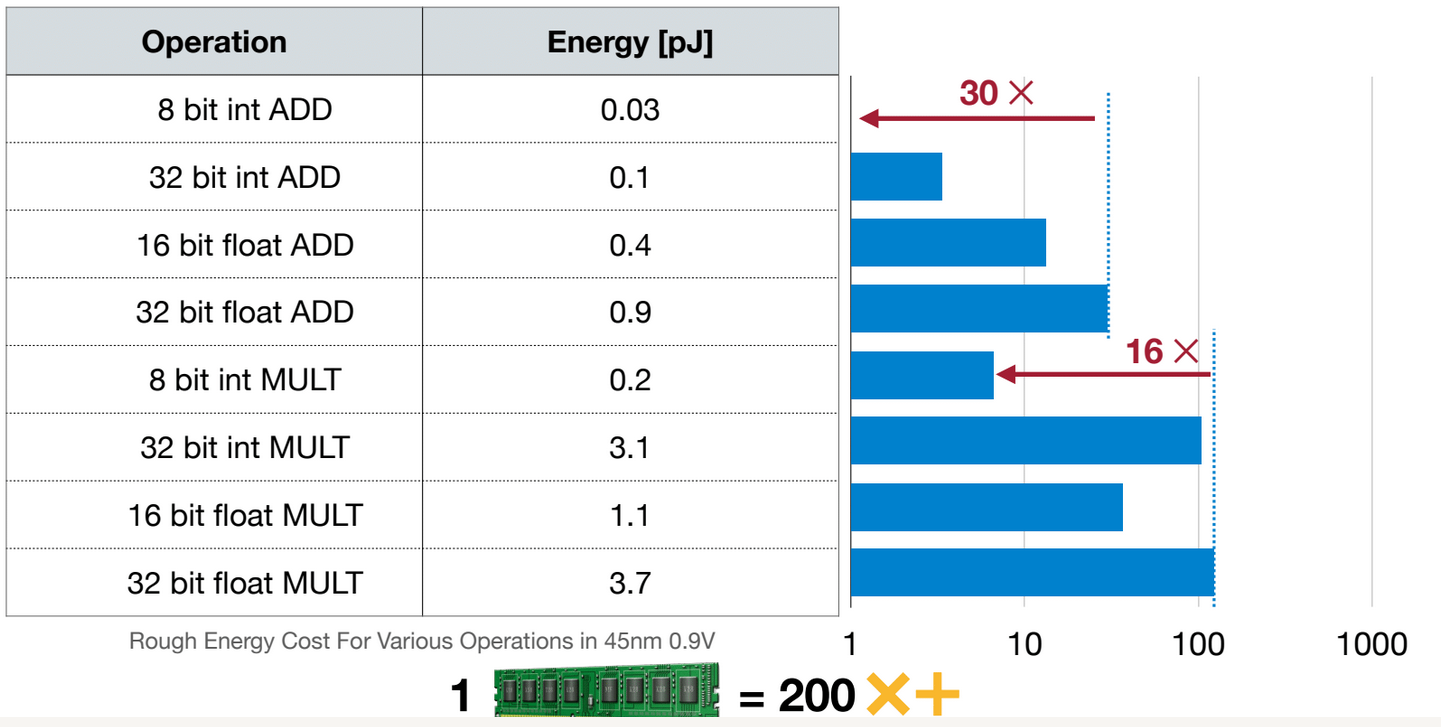 Operation Energy [pJ]
8 bit int ADD 0.03
32 bit int ADD 0.1
16 bit float ADD 0.4
32 bit float ADD 0.9
8 bit int MULT 0.2
32 bit int MULT 3.1
16 bit float MULT 1.1
32 bit float MULT 3.7
30 ×
16 ×
1 10 100 1000
Rough Energy Cost For Various Operations in 45nm 0.9V
1 = 200 ×+